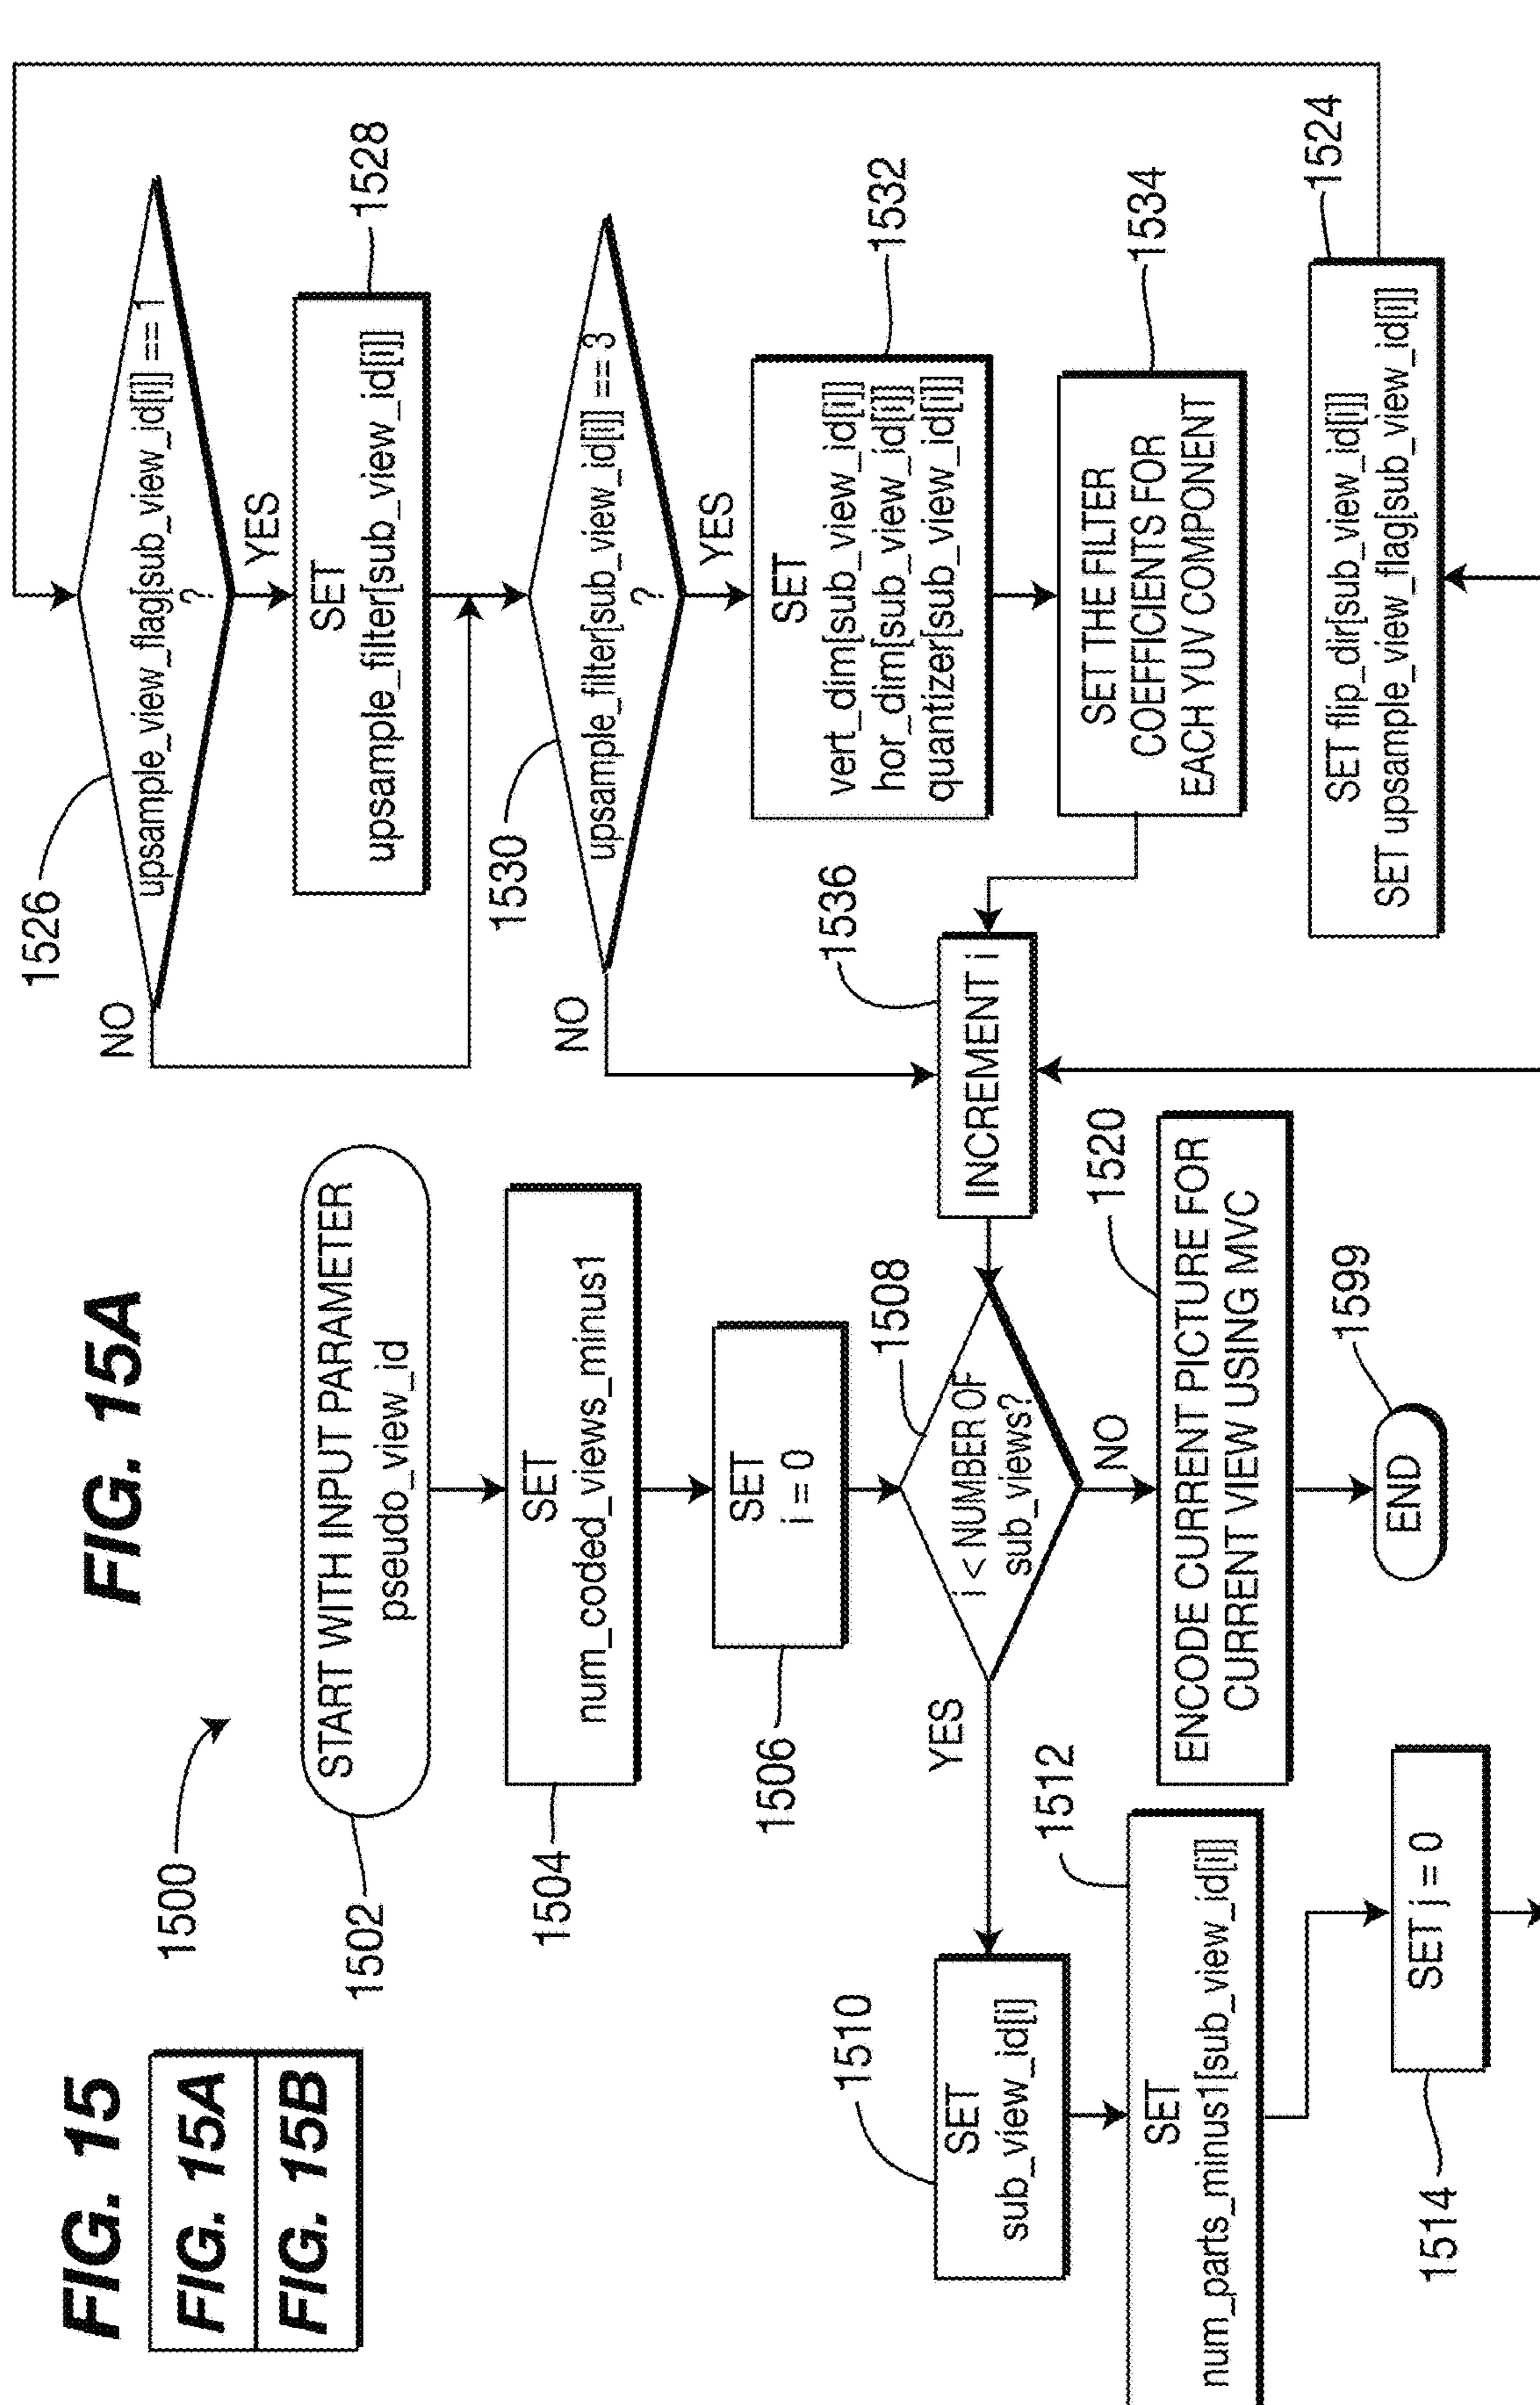 FIG. 15
FIG. 15A
FIG. 15B
FIG. 15A
1500
1502
START WITH INPUT PARAMETER
pseudo_view_id
1504
SET
num_coded_views_minus1
1506
SET
i = 0
1508
i < NUMBER OF
sub_views?
YES
NO
1510
SET
sub_view_id[i]
1512
SET
num_parts_minus1[sub_view_id[i]]
1514
SET j = 0
1520
ENCODE CURRENT PICTURE FOR
CURRENT VIEW USING MVC
1599
END
1526
upsample_view_flag[sub_view_id[i]] == 1
?
NO
YES
1528
SET
upsample_filter[sub_view_id[i]]
1530
upsample_filter[sub_view_id[i]] == 3
?
NO
YES
1532
SET
vert_dim[sub_view_id[i]]
hor_dim[sub_view_id[i]]
quantizer[sub_view_id[i]]
1534
SET THE FILTER
COEFFICIENTS FOR
EACH YUV COMPONENT
1536
INCREMENT i
1524
SET flip_dir[sub_view_id[i]]
SET upsample_view_flag[sub_view_id[i]]